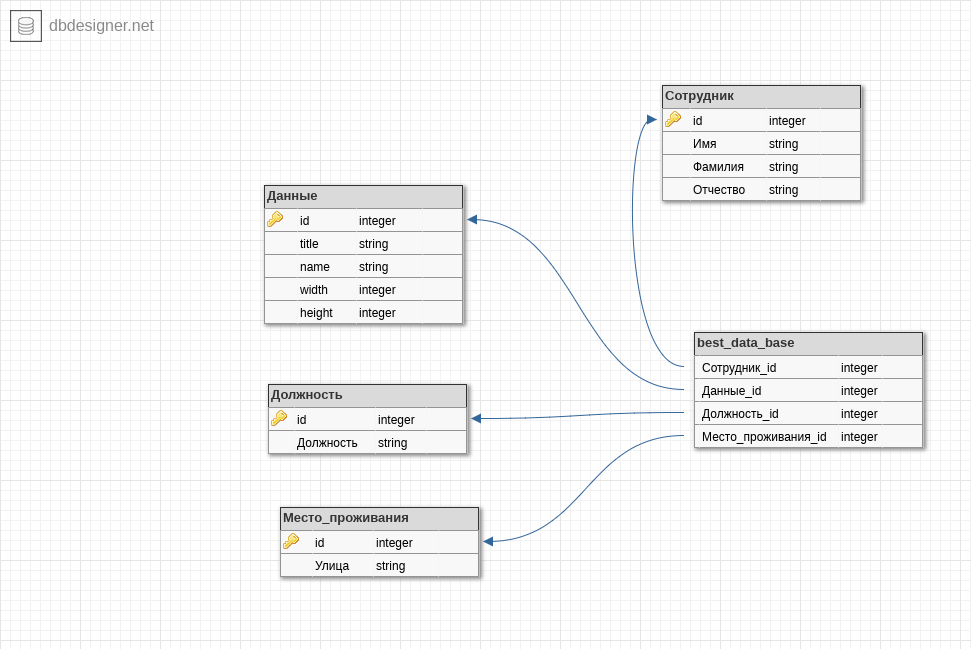 dbdesigner.net
Сотрудник
id integer
Имя string
Фамилия string
Отчество string
Данные
id integer
title string
name string
width integer
height integer
best_data_base
Сотрудник_id integer
Данные_id integer
Должность_id integer
Место_проживания_id integer
Должность
id integer
Должность string
Место_проживания
id integer
Улица string